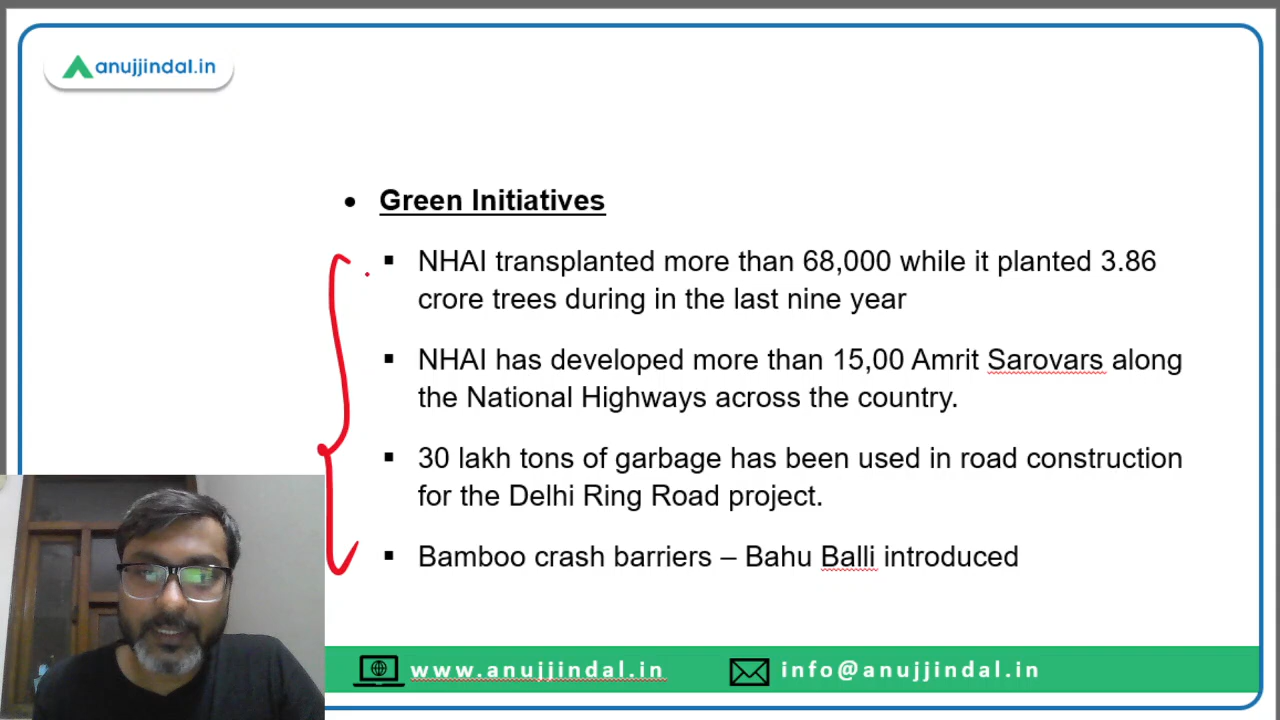 anujjindal.in
• Green Initiatives
▪ NHAI transplanted more than 68,000 while it planted 3.86
crore trees during in the last nine year
▪ NHAI has developed more than 15,00 Amrit Sarovars along
the National Highways across the country.
▪ 30 lakh tons of garbage has been used in road construction
for the Delhi Ring Road project.
▪ Bamboo crash barriers – Bahu Balli introduced
www.anujjindal.in info@anujjindal.in